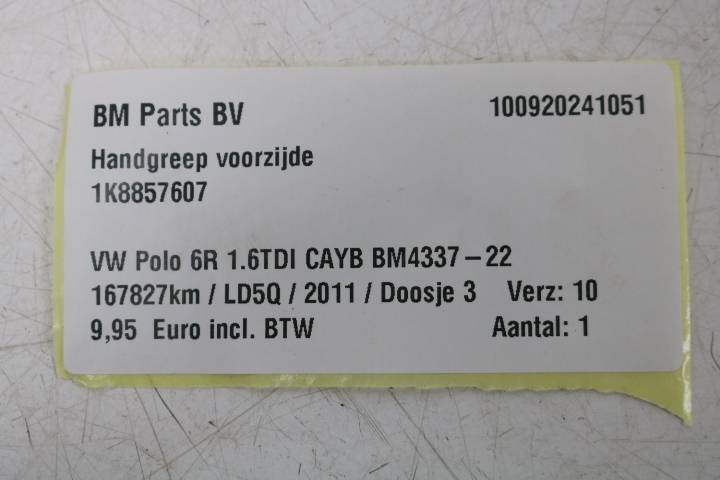 BM Parts BV 100920241051
Handgreep voorzijde
1K8857607
VW Polo 6R 1.6TDI CAYB BM4337-22
167827km / LD5Q / 2011 / Doosje 3 Verz: 10
9,95 Euro incl. BTW Aantal: 1